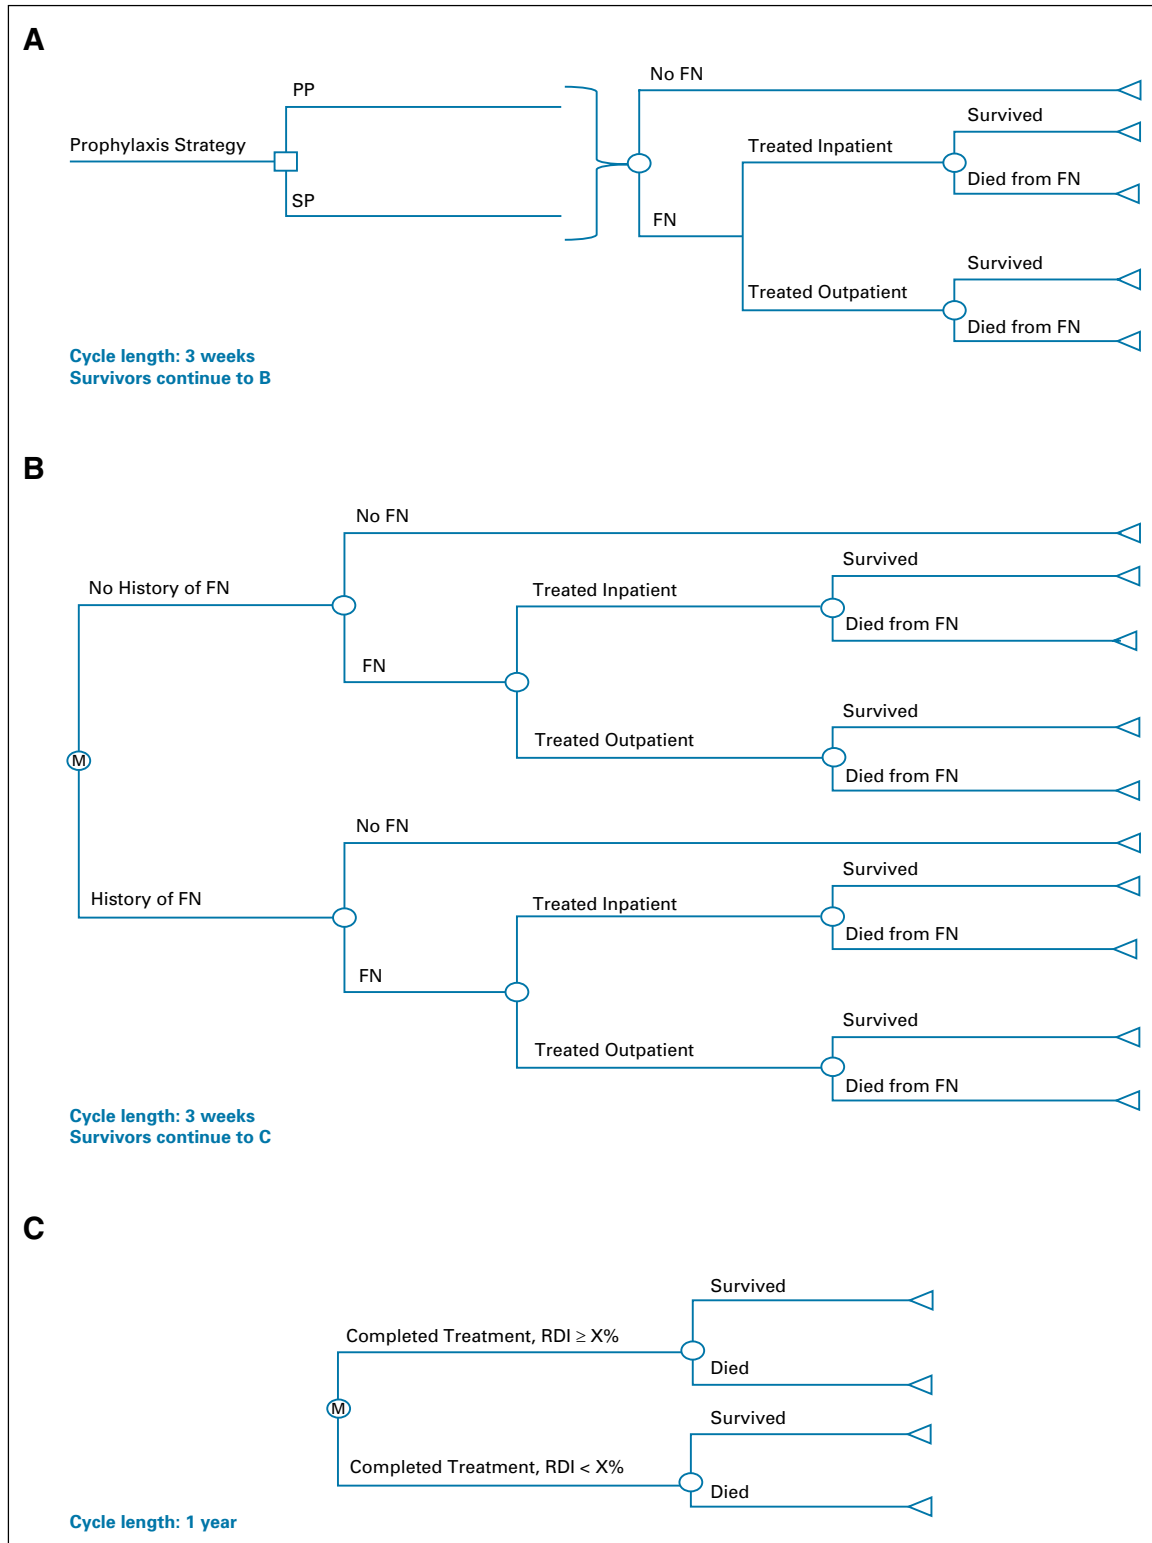 A
No FN
PP
Survived
Prophylaxis Strategy
Treated Inpatient
Died from FN
SP
FN
Survived
Treated Outpatient
Died from FN
Cycle length: 3 weeks
Survivors continue to B
B
No FN
Survived
No History of FN
Treated Inpatient
Died from FN
FN
Survived
Treated Outpatient
M
Died from FN
No FN
Survived
History of FN
Treated Inpatient
Died from FN
FN
Survived
Treated Outpatient
Died from FN
Cycle length: 3 weeks
Survivors continue to C
C
Survived
Completed Treatment, RDI ≥ X%
Died
M
Survived
Completed Treatment, RDI < X%
Died
Cycle length: 1 year